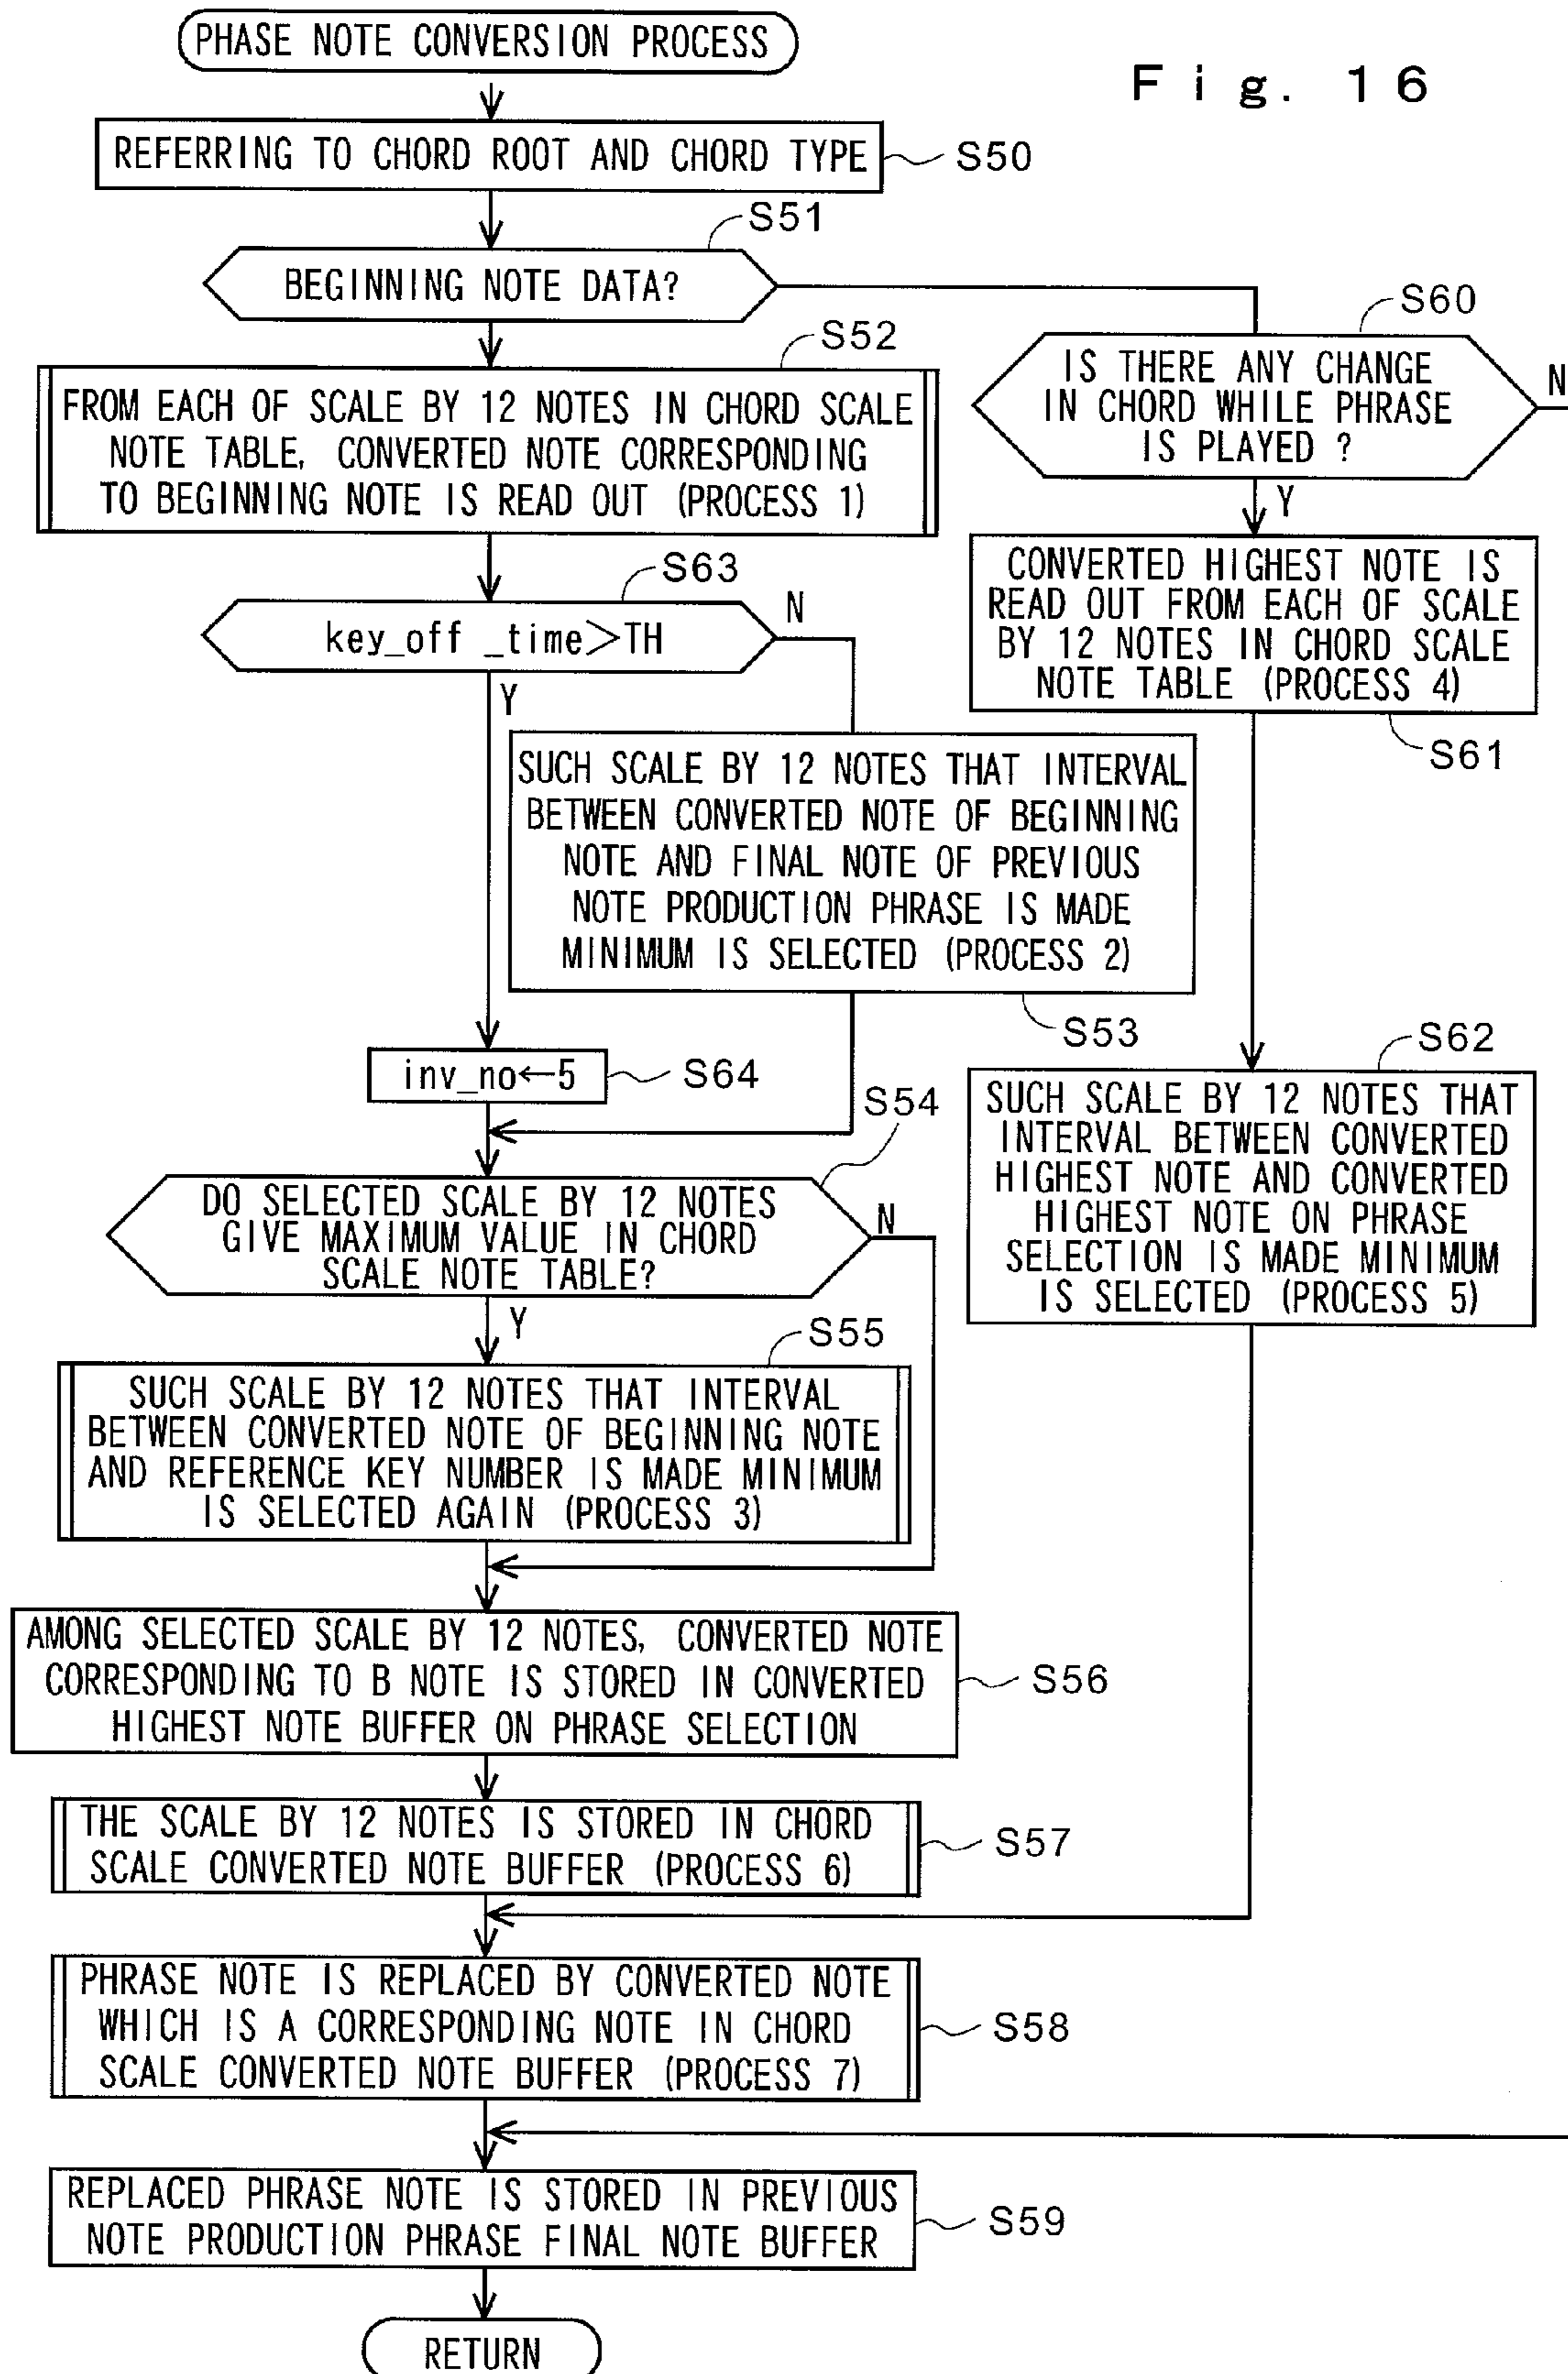 PHASE NOTE CONVERSION PROCESS
Fig. 16
REFERRING TO CHORD ROOT AND CHORD TYPE
S50
S51
BEGINNING NOTE DATA?
S60
IS THERE ANY CHANGE
IN CHORD WHILE PHRASE
IS PLAYED ?
N
Y
S52
FROM EACH OF SCALE BY 12 NOTES IN CHORD SCALE
NOTE TABLE, CONVERTED NOTE CORRESPONDING
TO BEGINNING NOTE IS READ OUT (PROCESS 1)
CONVERTED HIGHEST NOTE IS
READ OUT FROM EACH OF SCALE
BY 12 NOTES IN CHORD SCALE
NOTE TABLE (PROCESS 4)
S61
S63
key_off _time>TH
N
Y
SUCH SCALE BY 12 NOTES THAT INTERVAL
BETWEEN CONVERTED NOTE OF BEGINNING
NOTE AND FINAL NOTE OF PREVIOUS
NOTE PRODUCTION PHRASE IS MADE
MINIMUM IS SELECTED (PROCESS 2)
S53
inv_no←5
S64
S62
SUCH SCALE BY 12 NOTES THAT
INTERVAL BETWEEN CONVERTED
HIGHEST NOTE AND CONVERTED
HIGHEST NOTE ON PHRASE
SELECTION IS MADE MINIMUM
IS SELECTED (PROCESS 5)
S54
DO SELECTED SCALE BY 12 NOTES
GIVE MAXIMUM VALUE IN CHORD
SCALE NOTE TABLE?
N
Y
S55
SUCH SCALE BY 12 NOTES THAT INTERVAL
BETWEEN CONVERTED NOTE OF BEGINNING NOTE
AND REFERENCE KEY NUMBER IS MADE MINIMUM
IS SELECTED AGAIN (PROCESS 3)
AMONG SELECTED SCALE BY 12 NOTES, CONVERTED NOTE
CORRESPONDING TO B NOTE IS STORED IN CONVERTED
HIGHEST NOTE BUFFER ON PHRASE SELECTION
S56
THE SCALE BY 12 NOTES IS STORED IN CHORD
SCALE CONVERTED NOTE BUFFER (PROCESS 6)
S57
PHRASE NOTE IS REPLACED BY CONVERTED NOTE
WHICH IS A CORRESPONDING NOTE IN CHORD
SCALE CONVERTED NOTE BUFFER (PROCESS 7)
S58
REPLACED PHRASE NOTE IS STORED IN PREVIOUS
NOTE PRODUCTION PHRASE FINAL NOTE BUFFER
S59
RETURN